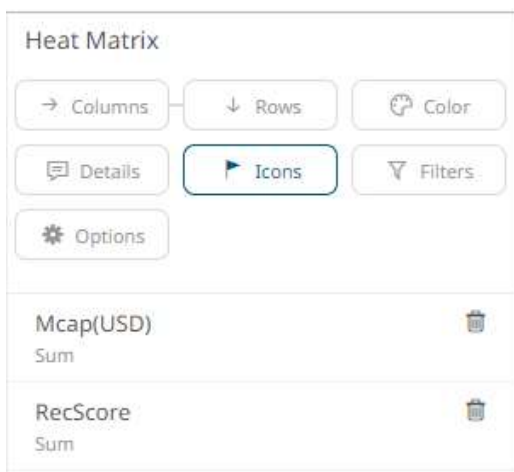 Heat Matrix
Columns Rows Color
Details Icons Filters
Options
Mcap(USD)
Sum
RecScore
Sum